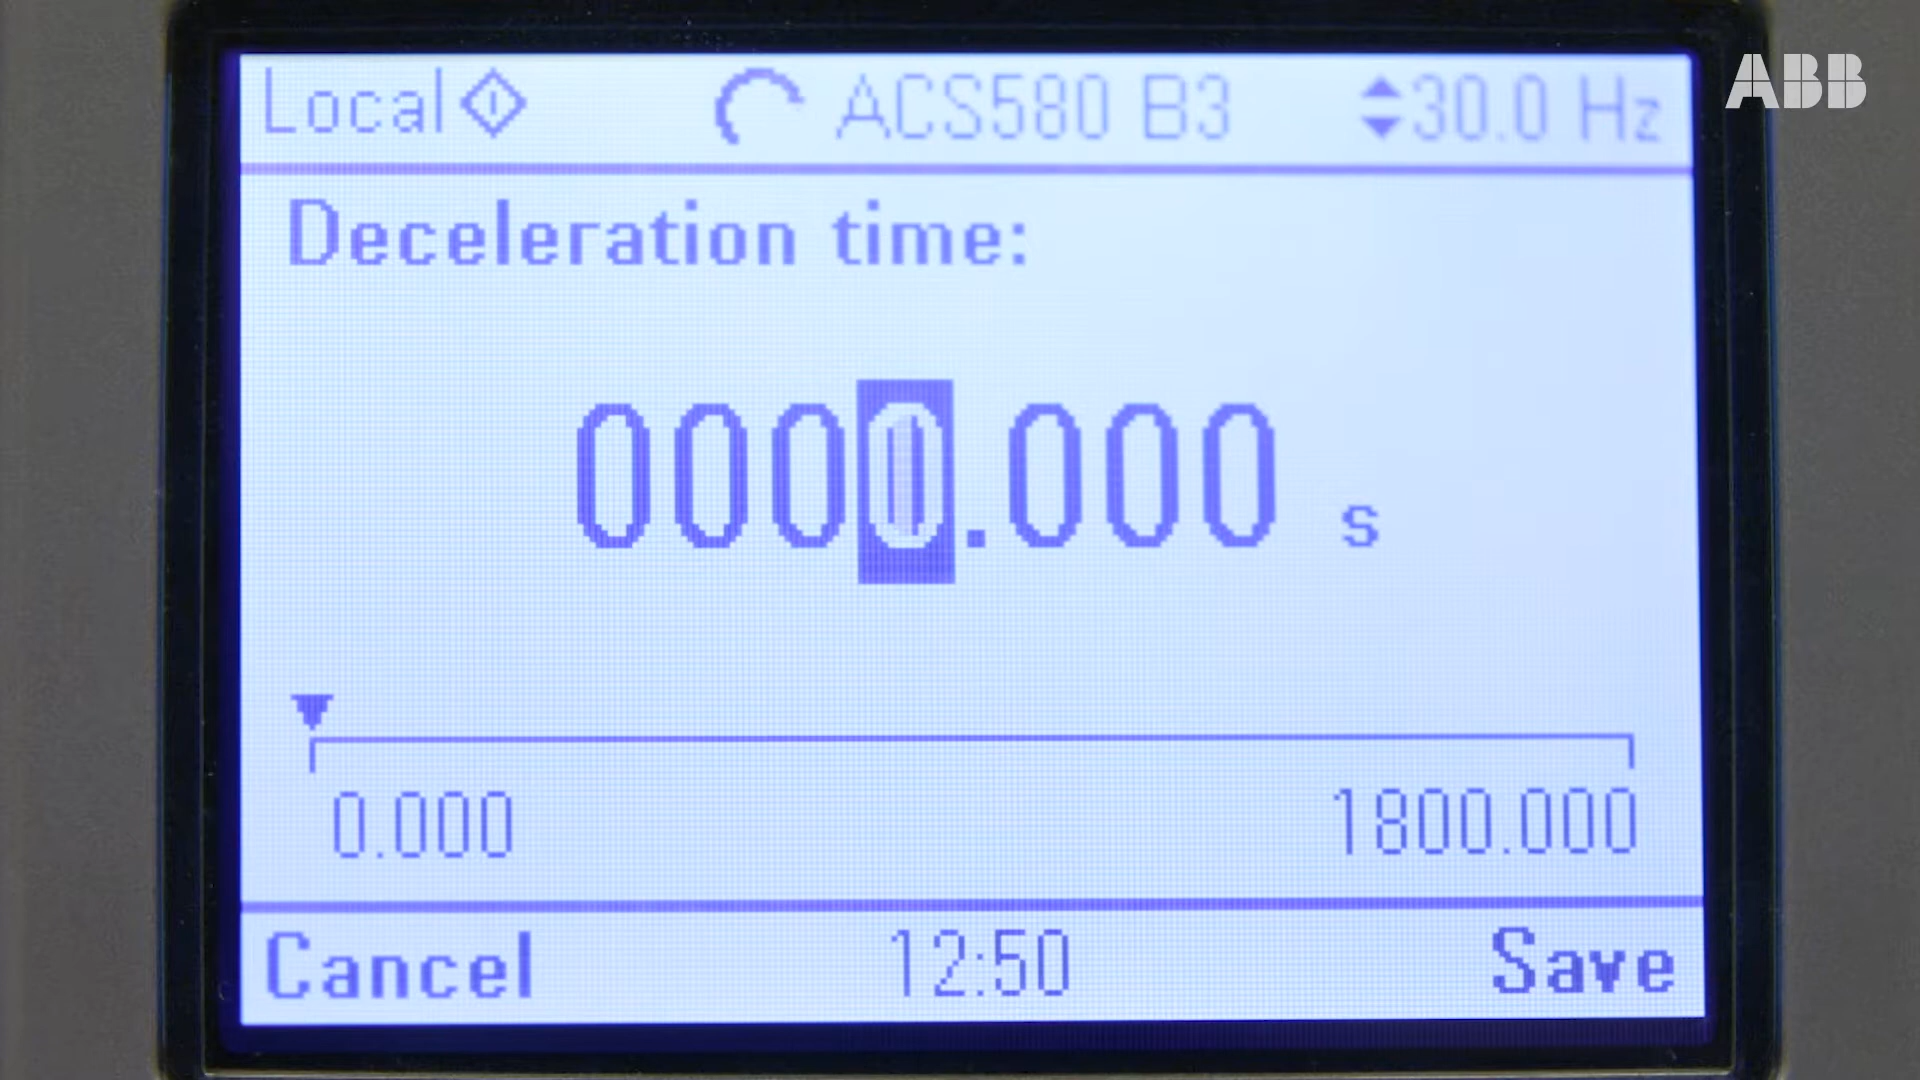 Local ACS580 B3 30.0 Hz
ABB
Deceleration time:
0000.000 s
0.000 1800.000
Cancel 12:50 Save